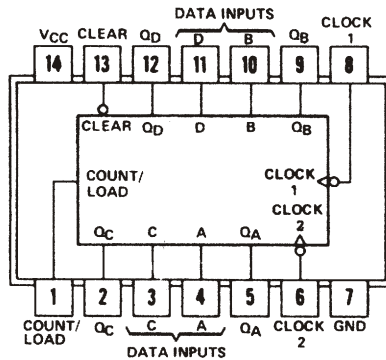 DATA INPUTS
VCC CLEAR QD D B QB CLOCK 1
14 13 12 11 10 9 8
CLEAR QD D B QB
COUNT/
LOAD
CLOCK
1
CLOCK
2
QC C A QA
1 2 3 4 5 6 7
COUNT/
LOAD
QC C A QA CLOCK 2 GND
DATA INPUTS